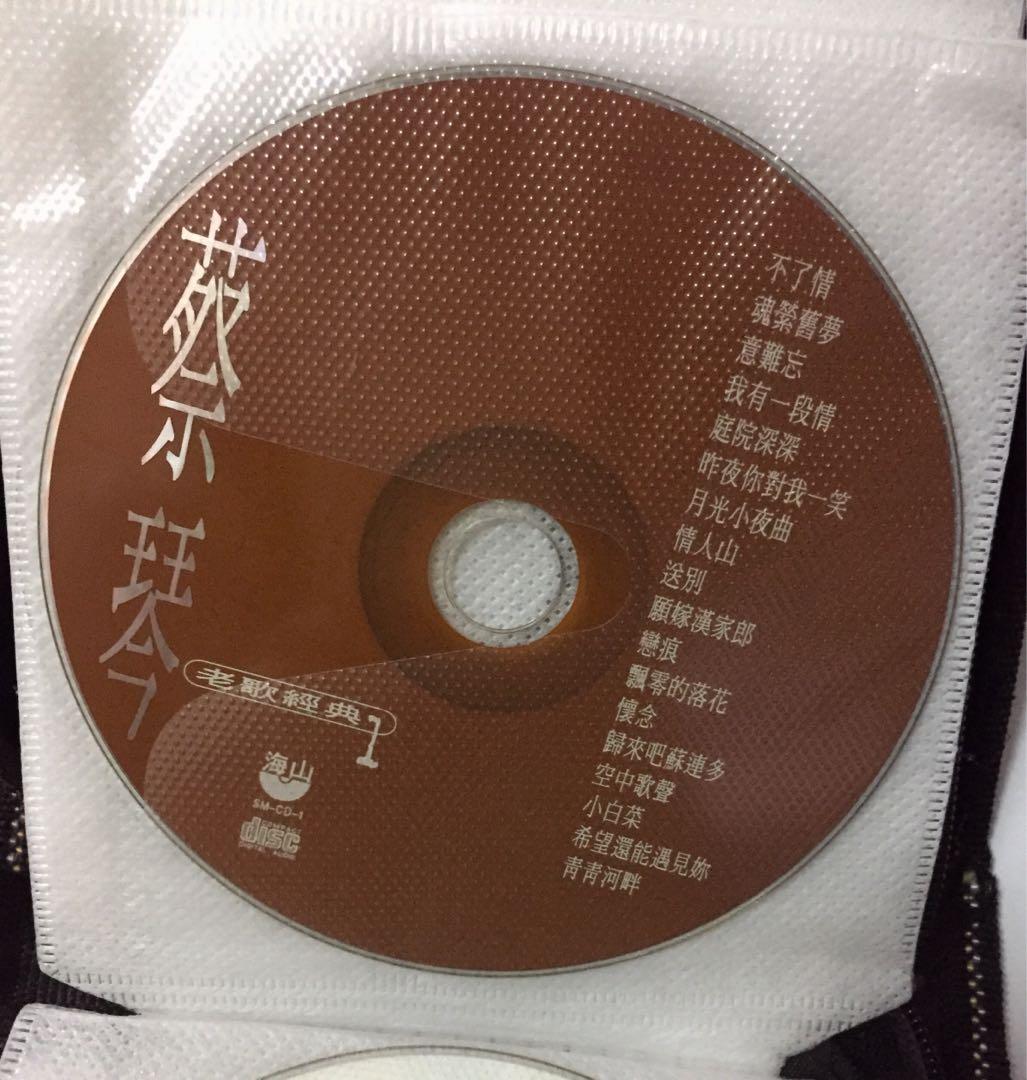 蔡琴
老歌經典1
海山
SM-CD-1
COMPACT
disc
DIGITAL AUDIO
不了情
魂縈舊夢
意難忘
我有一段情
庭院深深
昨夜你對我一笑
月光小夜曲
情人山
送別
願嫁漢家郎
戀痕
飄零的落花
懷念
歸來吧蘇連多
空中歌聲
小白菜
希望還能遇見妳
青青河畔